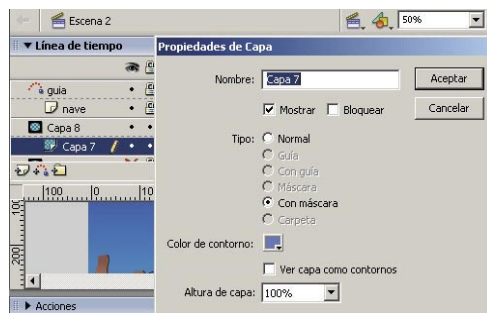 Escena 2
50%
Línea de tiempo
Propiedades de Capa
Nombre: Capa 7
Aceptar
guia
Mostrar
Bloquear
Cancelar
nave
Capa 8
Tipo: Normal
Capa 7
Guía
Con guía
Máscara
100 0 10
Con máscara
100
Carpeta
Color de contorno:
200
Ver capa como contornos
Altura de capa: 100%
Acciones